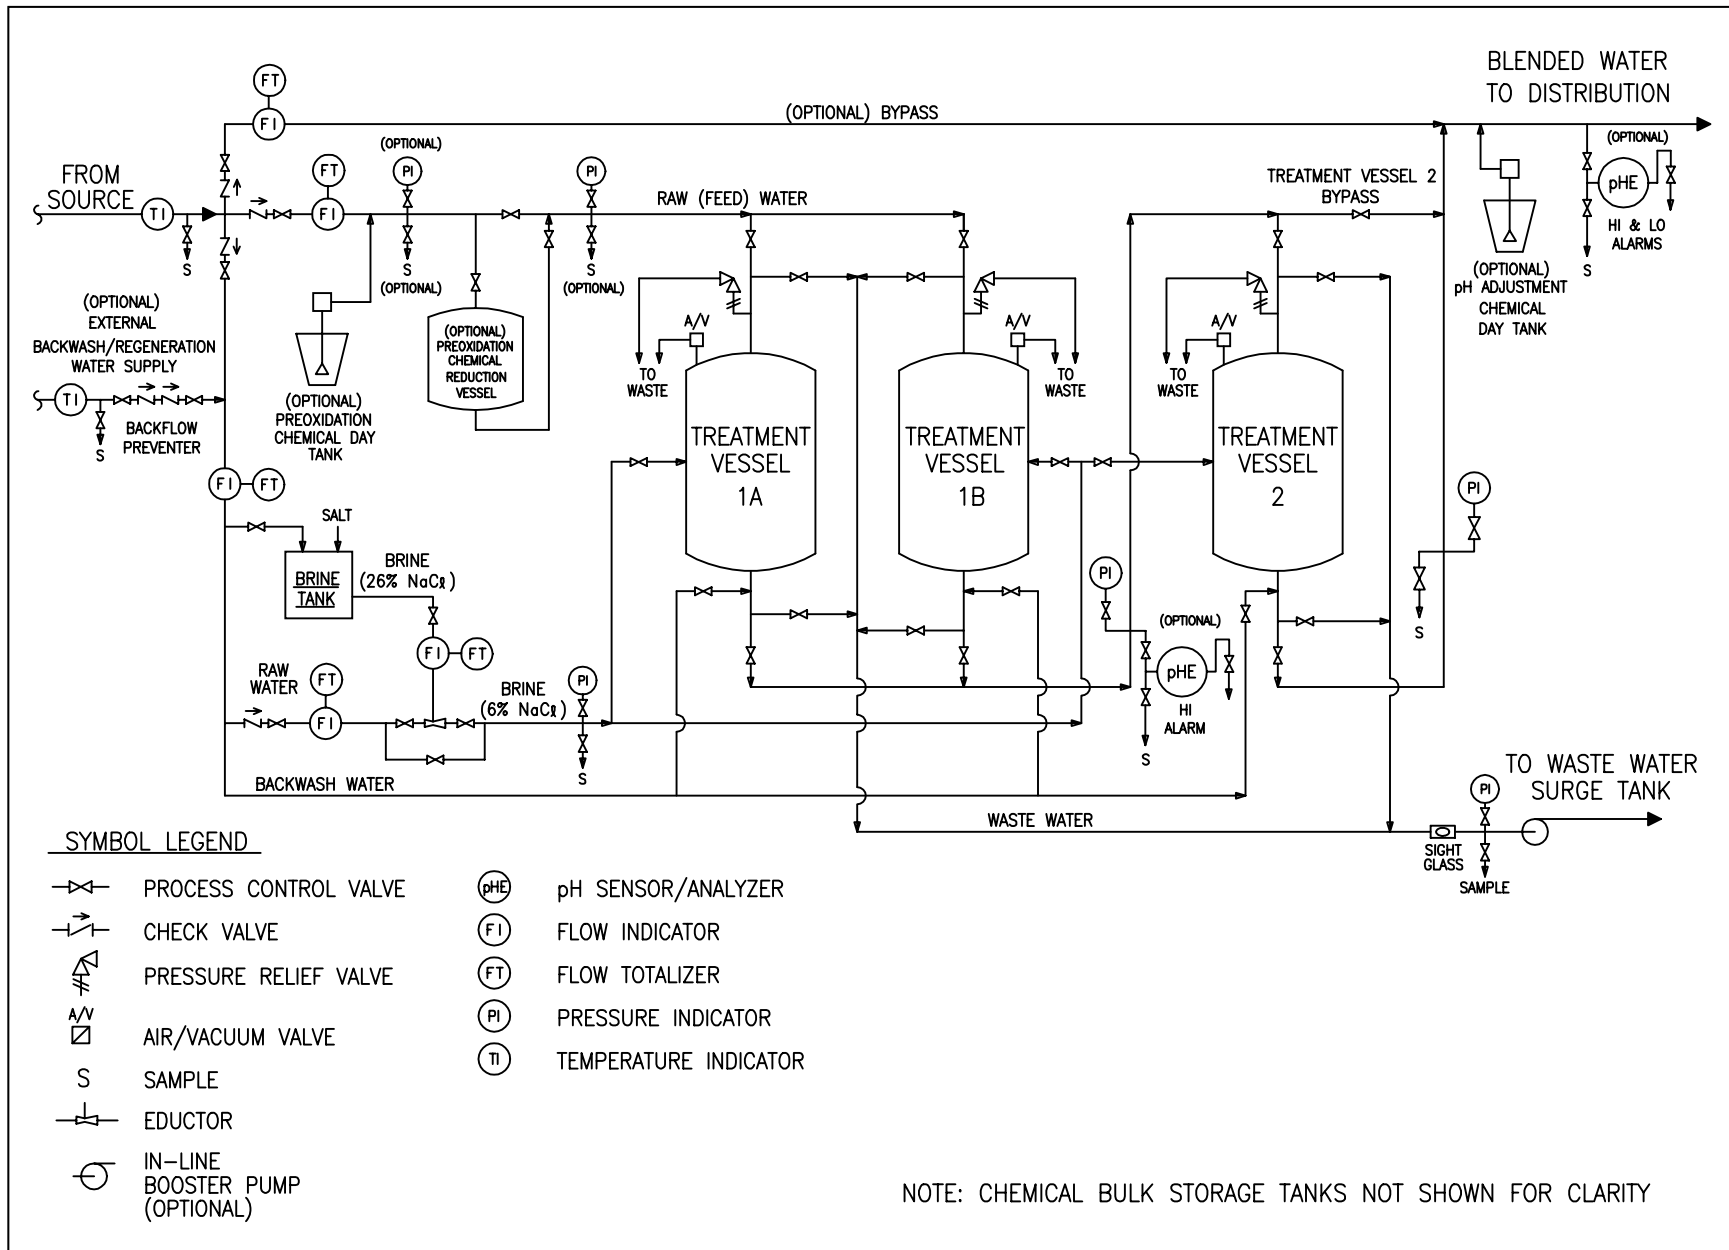 BLENDED WATER
TO DISTRIBUTION
FT
FI
(OPTIONAL) BYPASS
(OPTIONAL)
FROM
SOURCE
TI
S
FT
FI
(OPTIONAL)
PI
S
(OPTIONAL)
PI
S
(OPTIONAL)
RAW (FEED) WATER
TREATMENT VESSEL 2
BYPASS
pHE
HI & LO
ALARMS
S
(OPTIONAL)
pH ADJUSTMENT
CHEMICAL
DAY TANK
(OPTIONAL)
EXTERNAL
BACKWASH/REGENERATION
WATER SUPPLY
TI
S
BACKFLOW
PREVENTER
(OPTIONAL)
PREOXIDATION
CHEMICAL DAY
TANK
(OPTIONAL)
PREOXIDATION
CHEMICAL
REDUCTION
VESSEL
A/V
TO
WASTE
A/V
TO
WASTE
A/V
TO
WASTE
TREATMENT
VESSEL
1A
TREATMENT
VESSEL
1B
TREATMENT
VESSEL
2
FI
FT
SALT
BRINE
TANK
BRINE
(26% NaCℓ)
FI
FT
PI
S
PI
(OPTIONAL)
pHE
HI
ALARM
S
RAW
WATER
FT
FI
BRINE
(6% NaCℓ)
PI
S
BACKWASH WATER
WASTE WATER
TO WASTE WATER
SURGE TANK
PI
SIGHT
GLASS
SAMPLE
SYMBOL LEGEND
PROCESS CONTROL VALVE
CHECK VALVE
PRESSURE RELIEF VALVE
A/V
AIR/VACUUM VALVE
S SAMPLE
EDUCTOR
IN-LINE
BOOSTER PUMP
(OPTIONAL)
pHE pH SENSOR/ANALYZER
FI FLOW INDICATOR
FT FLOW TOTALIZER
PI PRESSURE INDICATOR
TI TEMPERATURE INDICATOR
NOTE: CHEMICAL BULK STORAGE TANKS NOT SHOWN FOR CLARITY